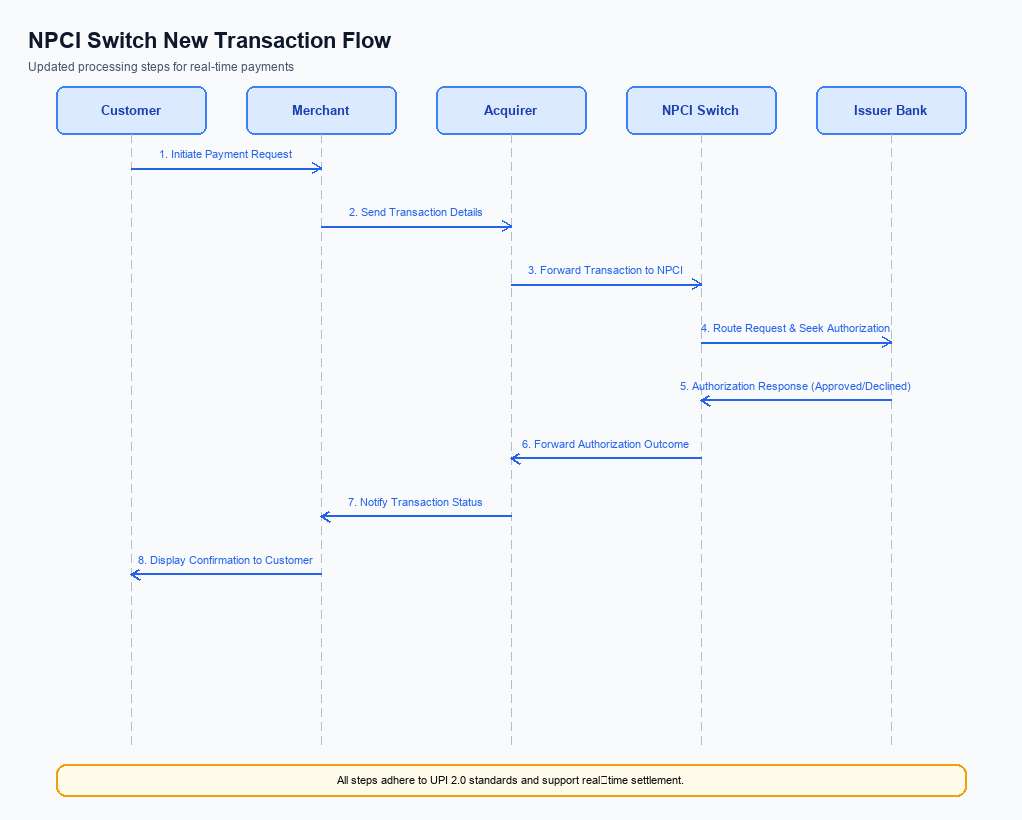 NPCI Switch New Transaction Flow
Updated processing steps for real-time payments
Customer
Merchant
Acquirer
NPCI Switch
Issuer Bank
1. Initiate Payment Request
2. Send Transaction Details
3. Forward Transaction to NPCI
4. Route Request & Seek Authorization
5. Authorization Response (Approved/Declined)
6. Forward Authorization Outcome
7. Notify Transaction Status
8. Display Confirmation to Customer
All steps adhere to UPI 2.0 standards and support real□time settlement.